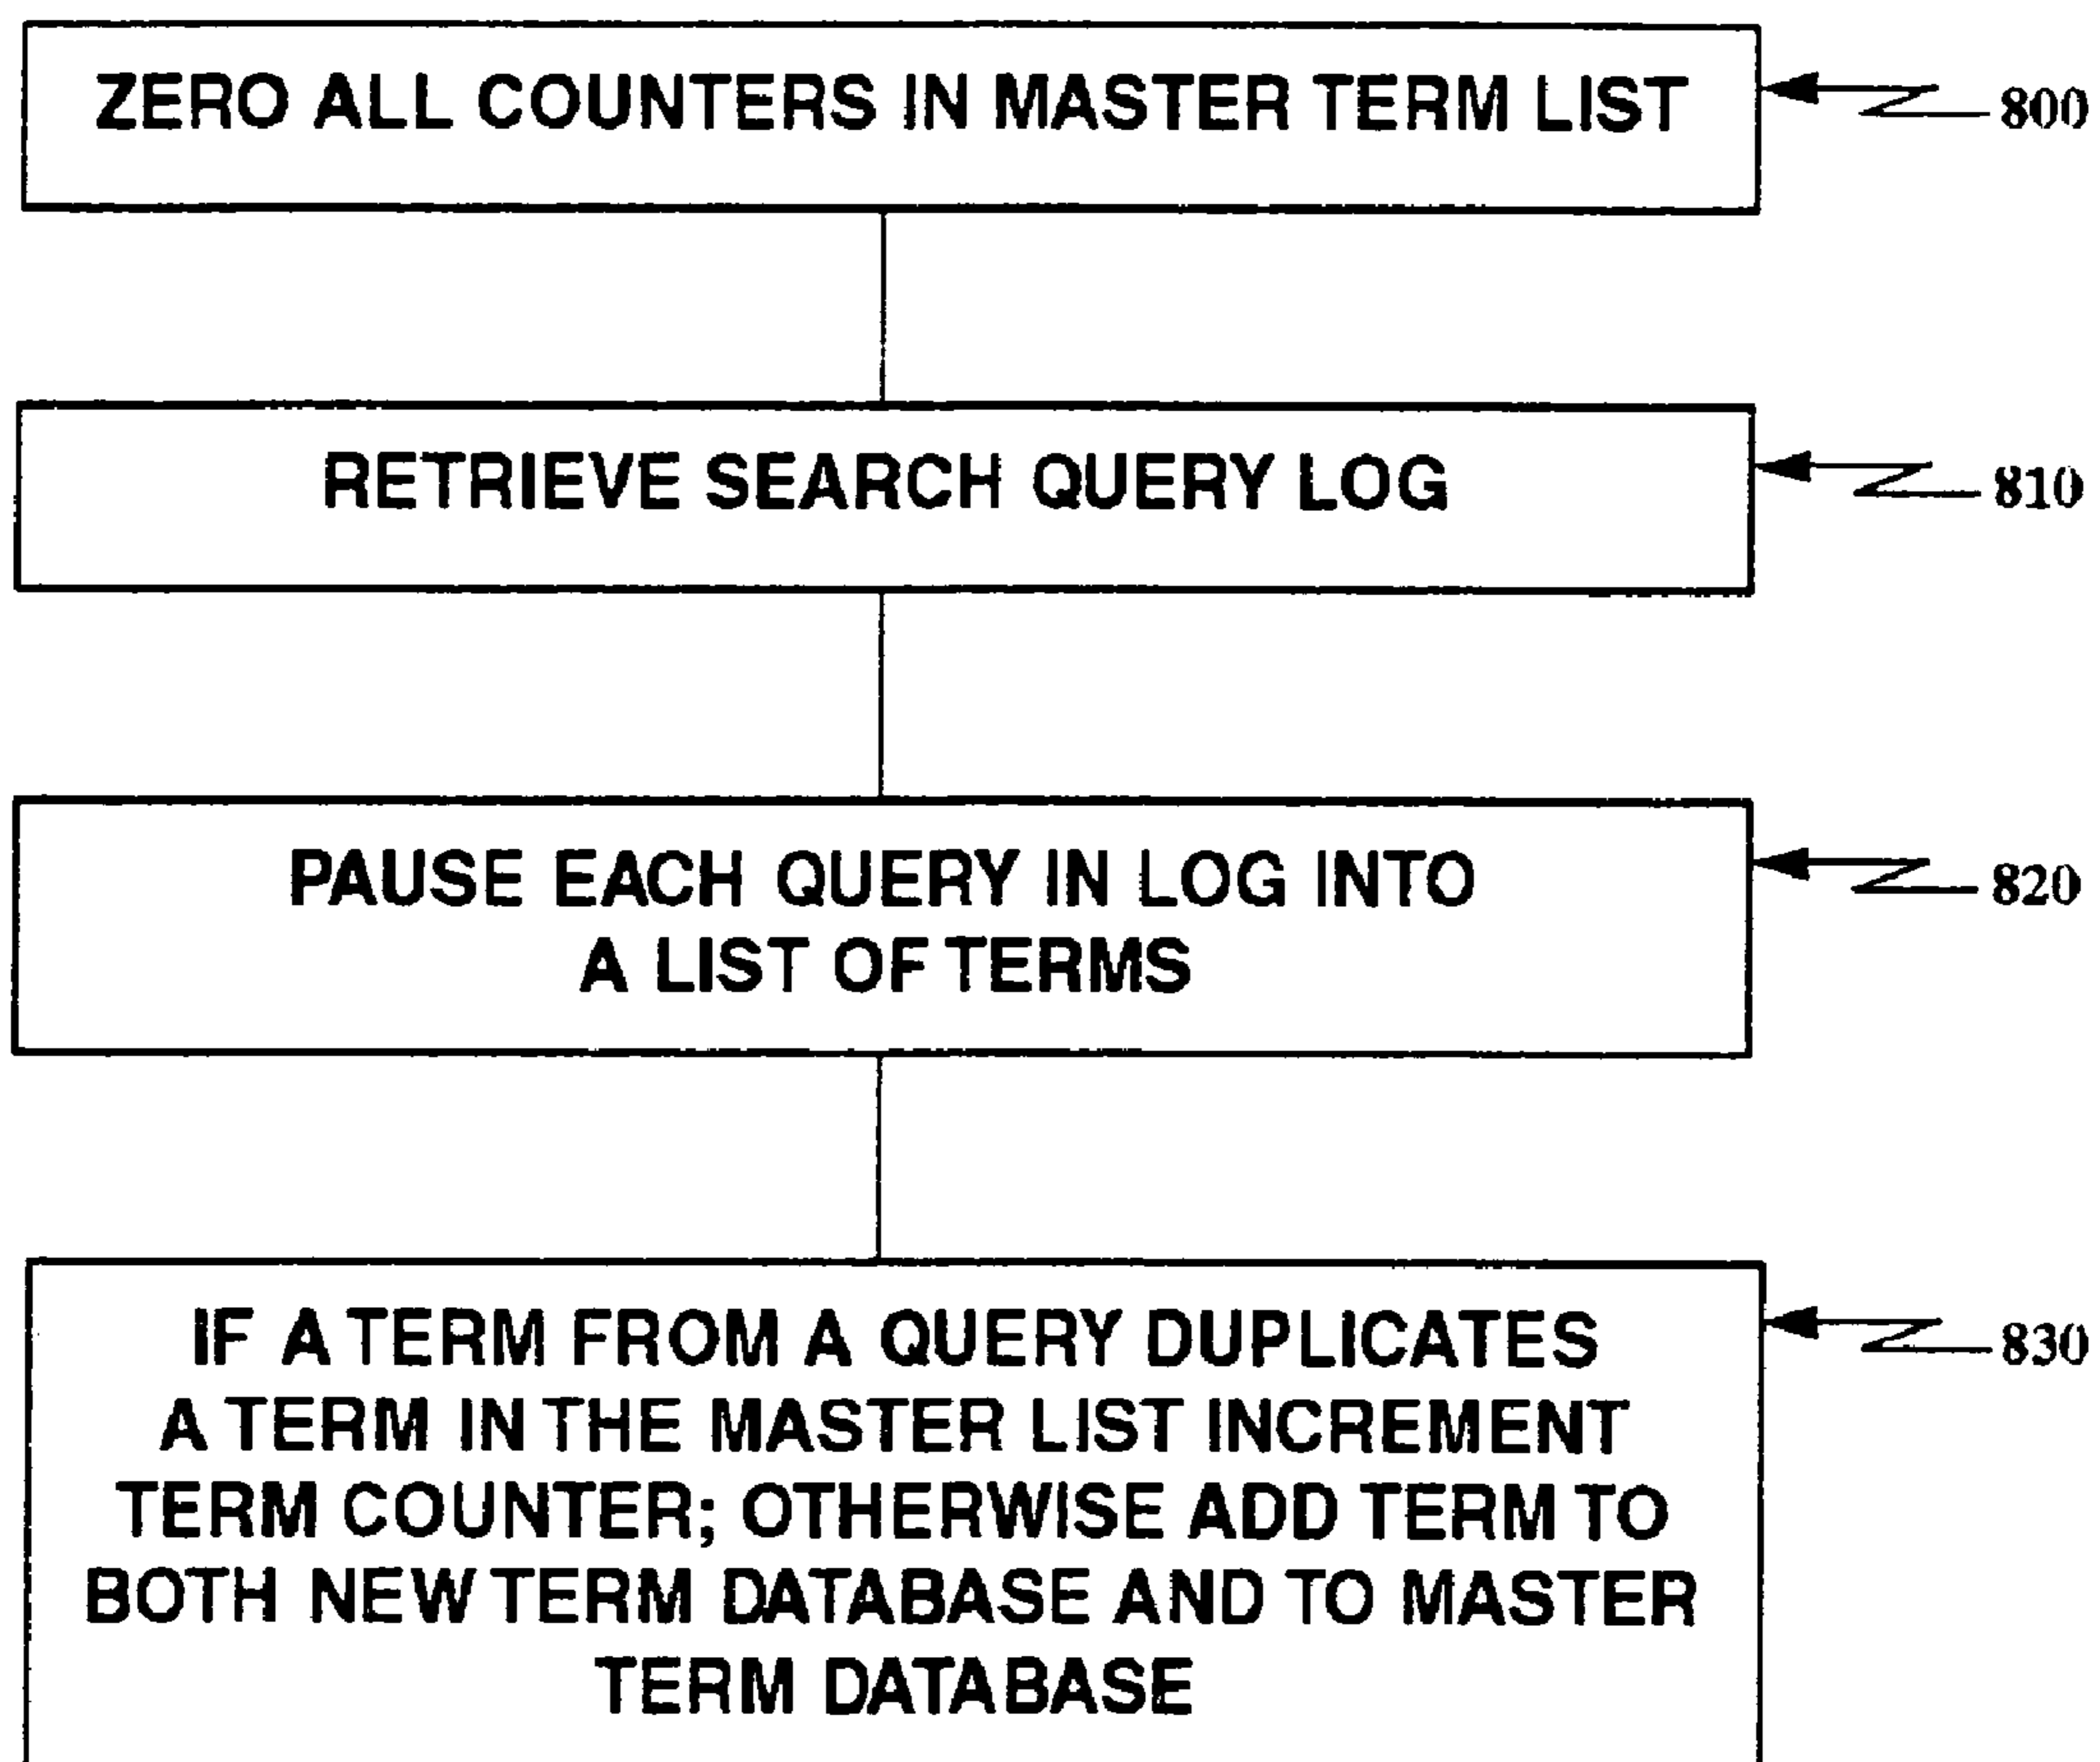 ZERO ALL COUNTERS IN MASTER TERM LIST
800
RETRIEVE SEARCH QUERY LOG
810
PAUSE EACH QUERY IN LOG INTO
A LIST OF TERMS
820
IF A TERM FROM A QUERY DUPLICATES
A TERM IN THE MASTER LIST INCREMENT
TERM COUNTER; OTHERWISE ADD TERM TO
BOTH NEW TERM DATABASE AND TO MASTER
TERM DATABASE
830